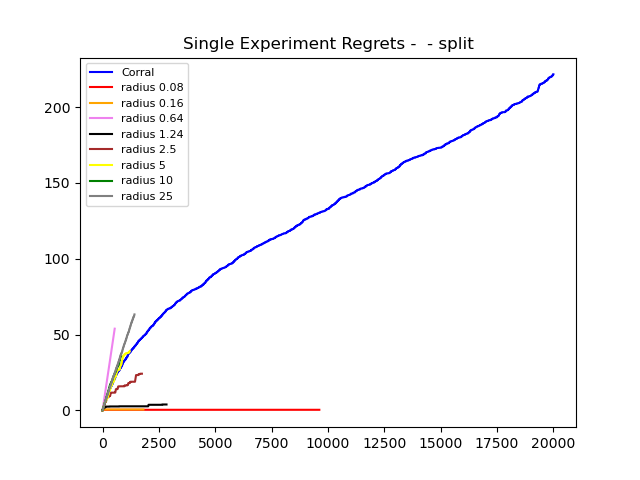 Single Experiment Regrets -  - split
Corral
radius 0.08
radius 0.16
radius 0.64
radius 1.24
radius 2.5
radius 5
radius 10
radius 25
200
150
100
50
0
0 2500 5000 7500 10000 12500 15000 17500 20000